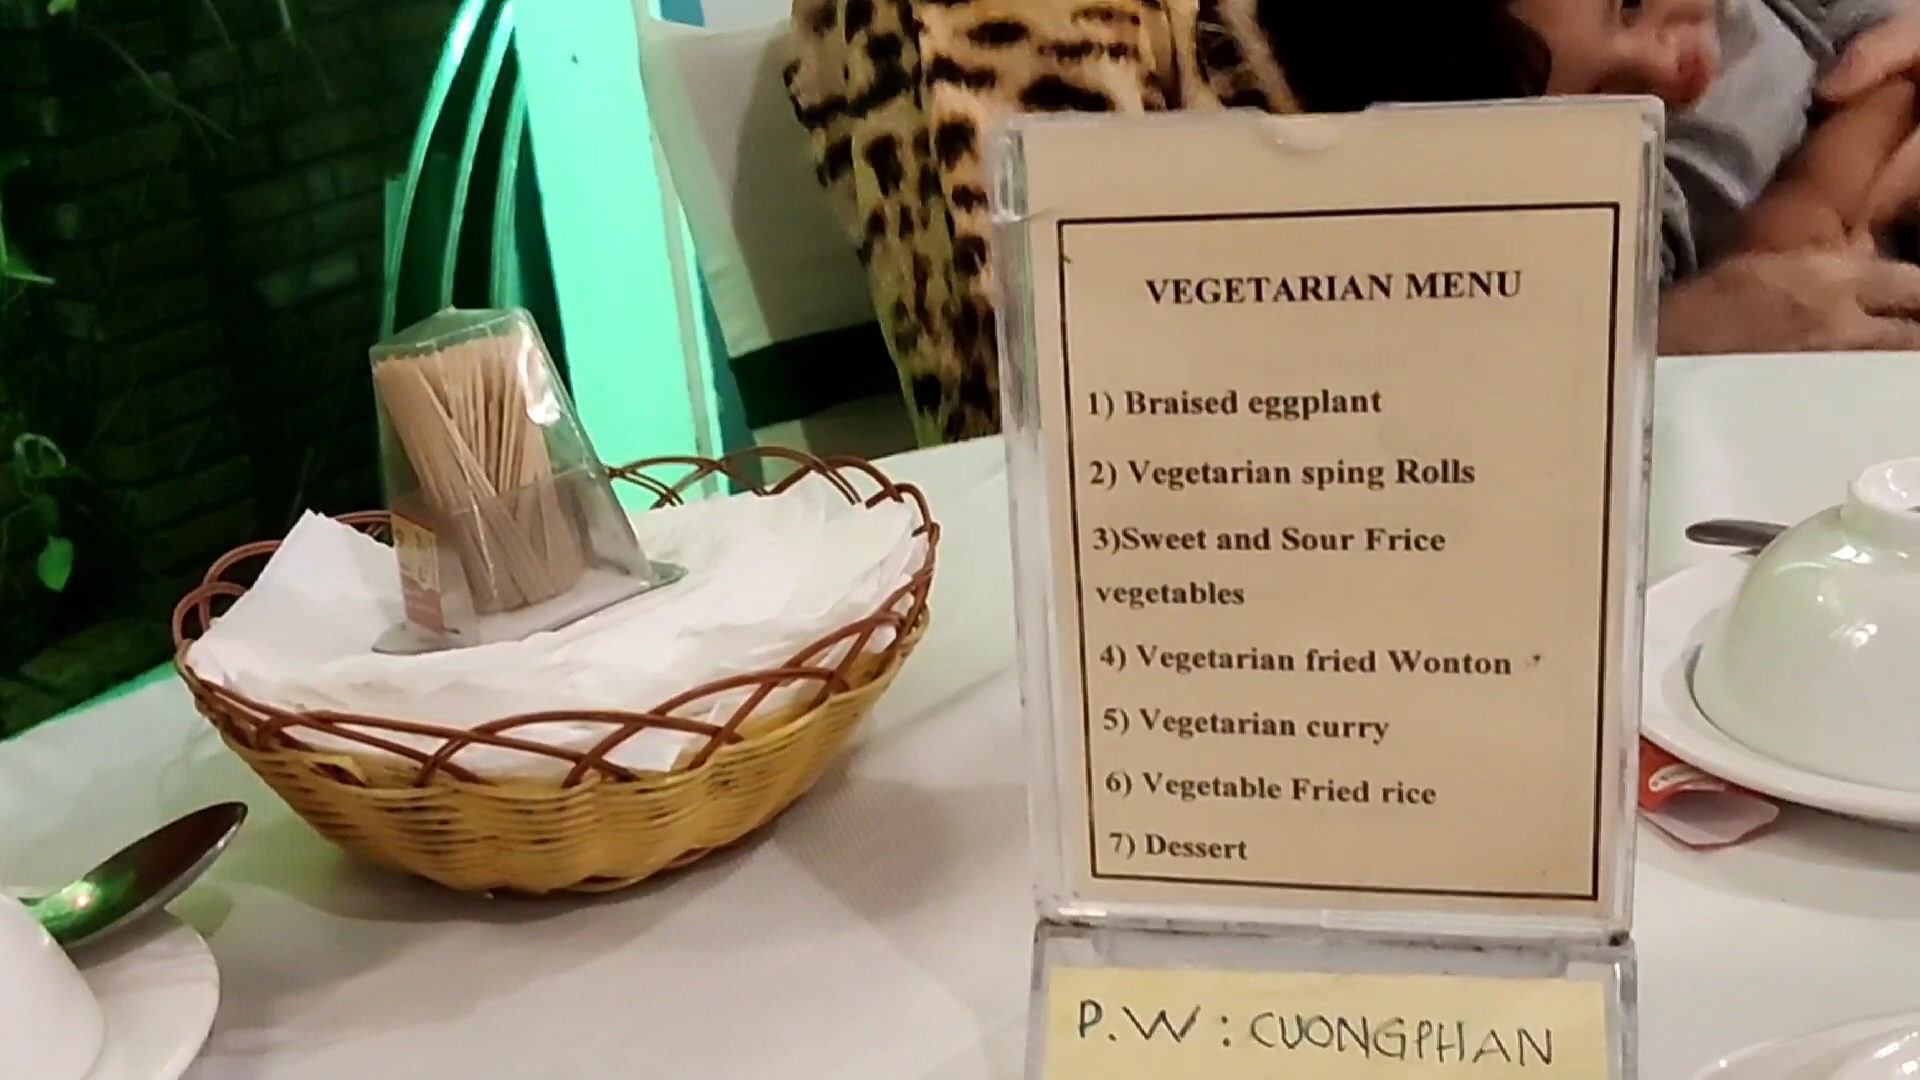 VEGETARIAN MENU
1) Braised eggplant
2) Vegetarian sping Rolls
3)Sweet and Sour Frice
vegetables
4) Vegetarian fried Wonton
5) Vegetarian curry
6) Vegetable Fried rice
7) Dessert
P.W : CUONGPHAN